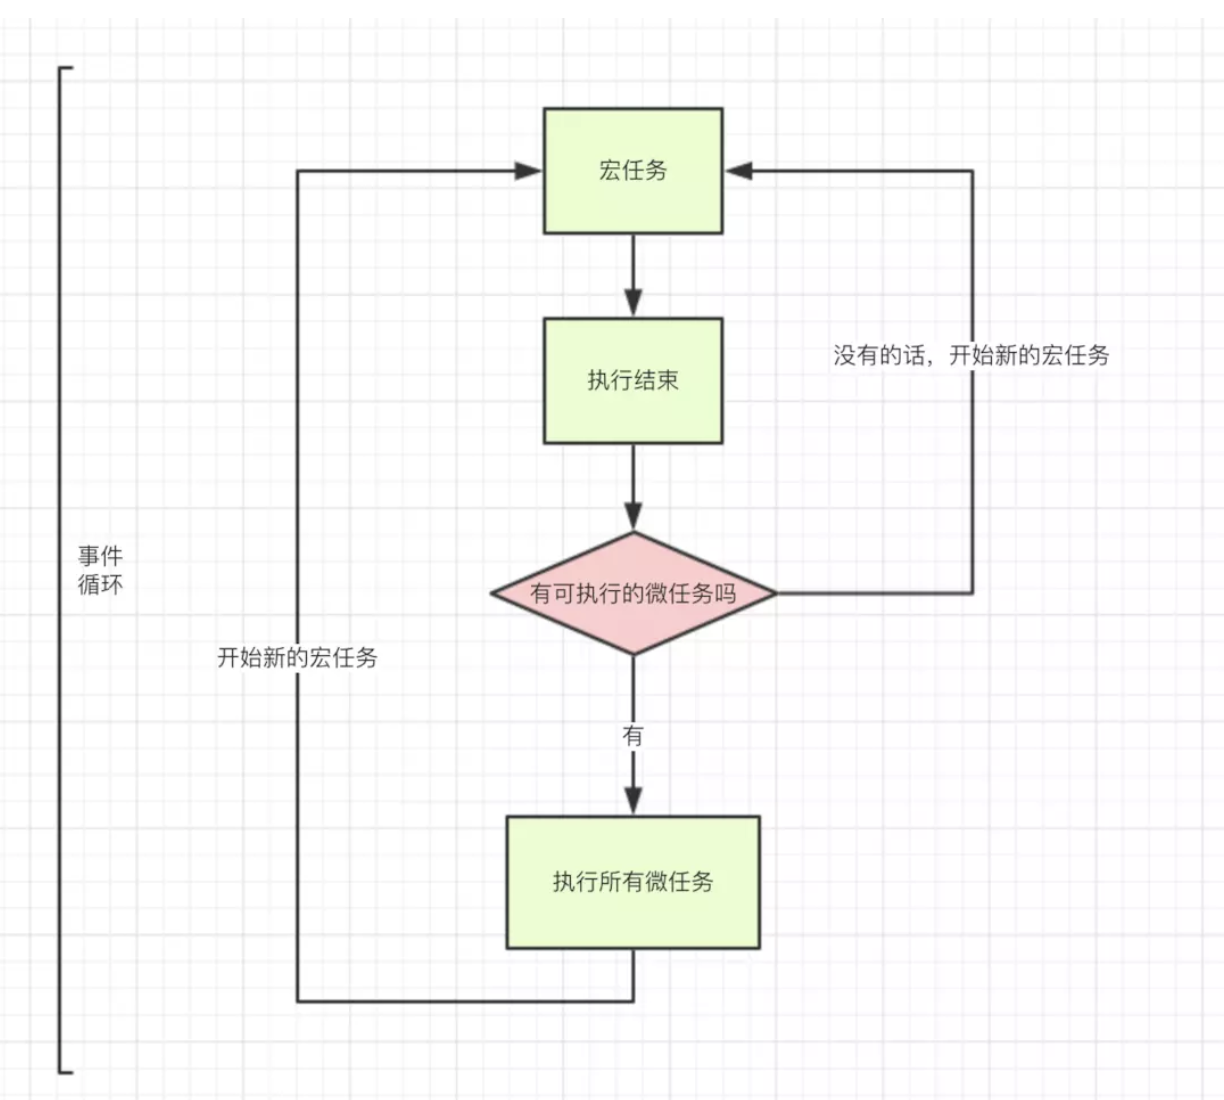 宏任务
执行结束
没有的话，开始新的宏任务
事件
循环
有可执行的微任务吗
开始新的宏任务
有
执行所有微任务